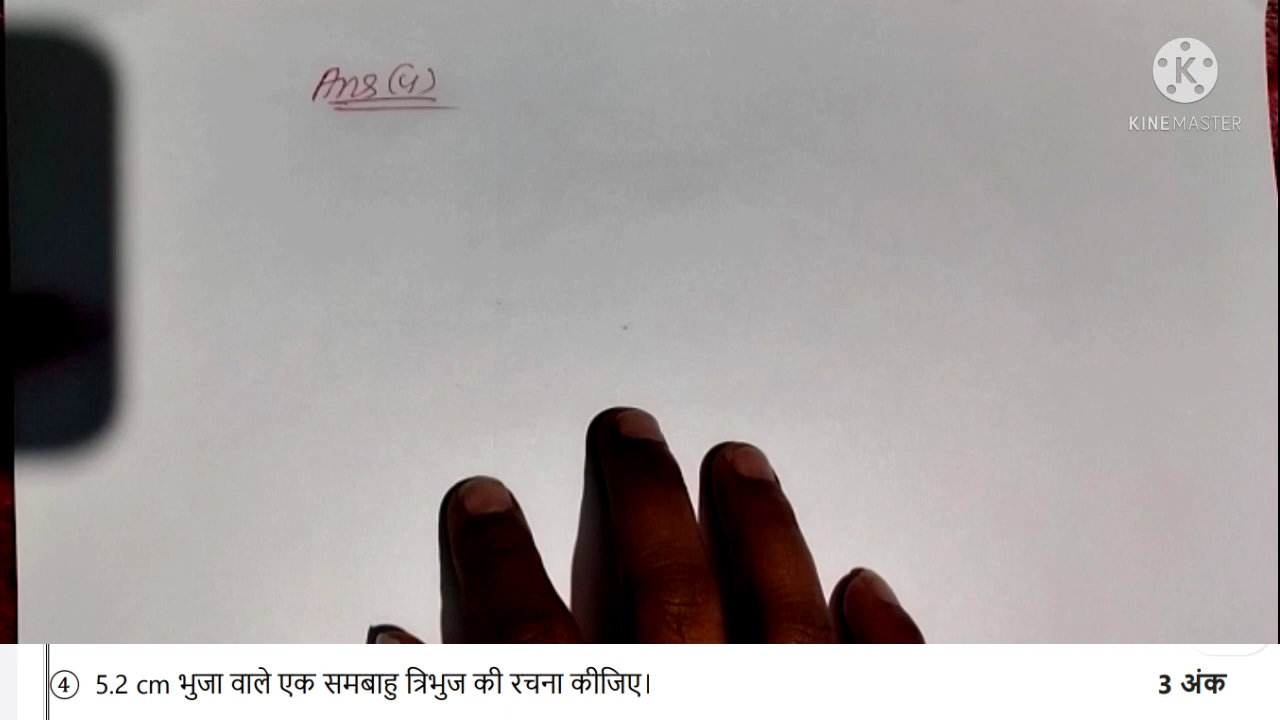 Ans (4)
K
KINEMASTER
④ 5.2 cm भुजा वाले एक समबाहु त्रिभुज की रचना कीजिए। 3 अंक